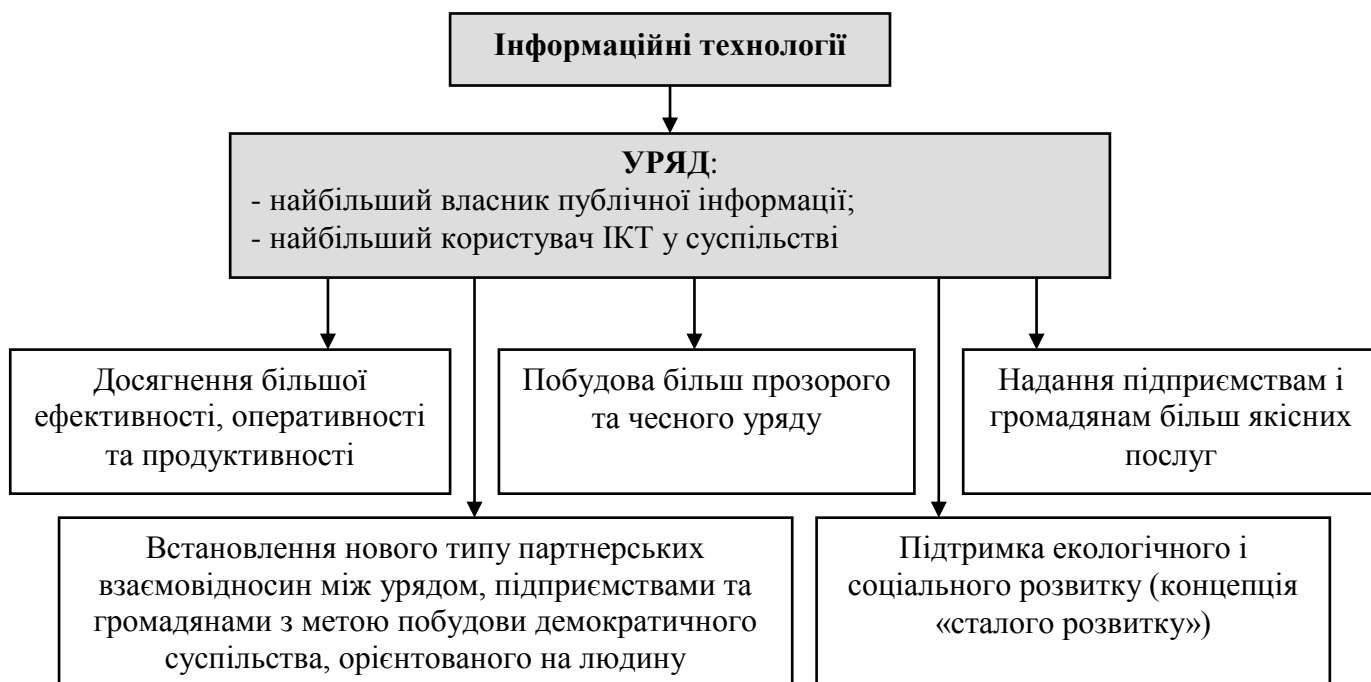 Інформаційні технології
УРЯД:
- найбільший власник публічної інформації;
- найбільший користувач ІКТ у суспільстві
Досягнення більшої
ефективності, оперативності
та продуктивності
Побудова більш прозорого
та чесного уряду
Надання підприємствам і
громадянам більш якісних
послуг
Встановлення нового типу партнерських
взаємовідносин між урядом, підприємствами та
громадянами з метою побудови демократичного
суспільства, орієнтованого на людину
Підтримка екологічного і
соціального розвитку (концепція
«сталого розвитку»)